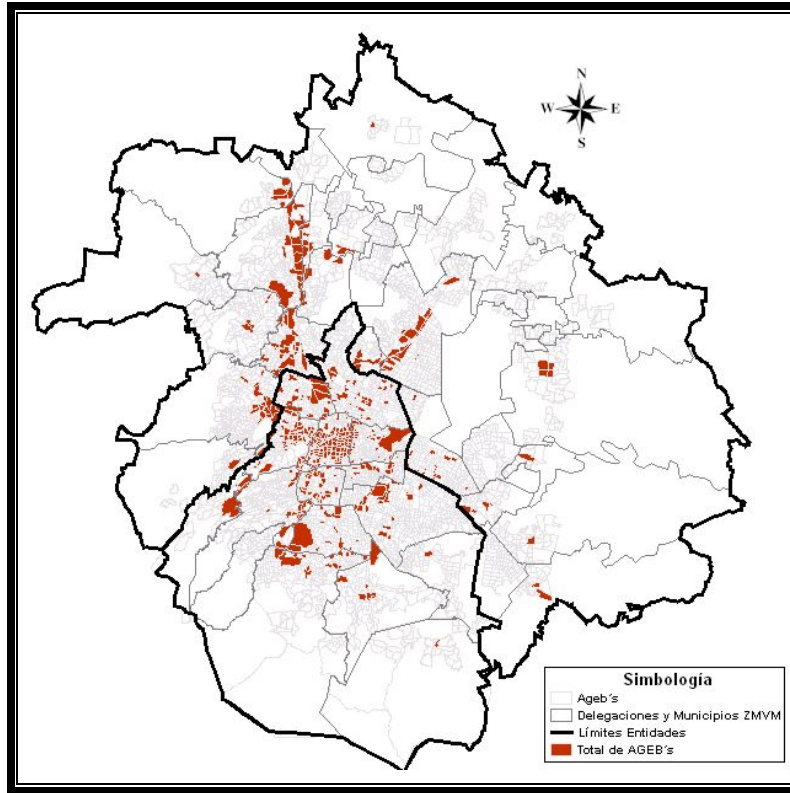 N
W E
S
Simbología
Ageb´s
Delegaciones y Municipios ZMVM
Límites Entidades
Total de AGEB´s